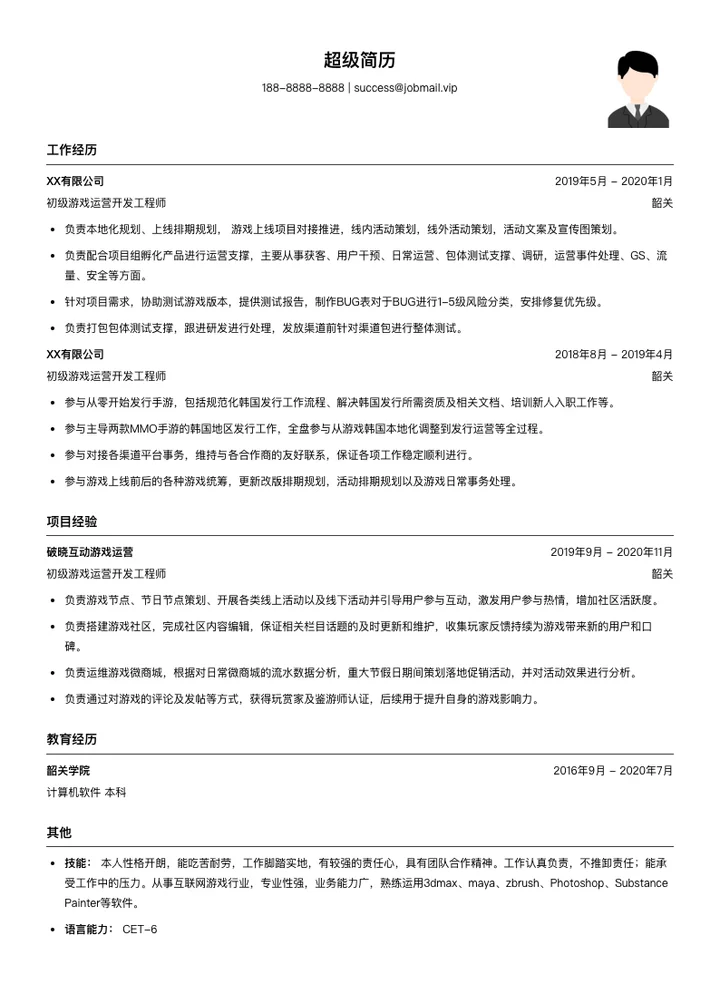 超级简历
188-8888-8888 | success@jobmail.vip
工作经历
XX有限公司 2019年5月 - 2020年1月
初级游戏运营开发工程师 韶关
• 负责本地化规划、上线排期规划， 游戏上线项目对接推进，线内活动策划，线外活动策划，活动文案及宣传图策划。
• 负责配合项目组孵化产品进行运营支撑，主要从事获客、用户干预、日常运营、包体测试支撑、调研，运营事件处理、GS、流
量、安全等方面。
• 针对项目需求，协助测试游戏版本，提供测试报告，制作BUG表对于BUG进行1-5级风险分类，安排修复优先级。
• 负责打包包体测试支撑，跟进研发进行处理，发放渠道前针对渠道包进行整体测试。
XX有限公司 2018年8月 - 2019年4月
初级游戏运营开发工程师 韶关
• 参与从零开始发行手游，包括规范化韩国发行工作流程、解决韩国发行所需资质及相关文档、培训新人入职工作等。
• 参与主导两款MMO手游的韩国地区发行工作，全盘参与从游戏韩国本地化调整到发行运营等全过程。
• 参与对接各渠道平台事务，维持与各合作商的友好联系，保证各项工作稳定顺利进行。
• 参与游戏上线前后的各种游戏统筹，更新改版排期规划，活动排期规划以及游戏日常事务处理。
项目经验
破晓互动游戏运营 2019年9月 - 2020年11月
初级游戏运营开发工程师 韶关
• 负责游戏节点、节日节点策划、开展各类线上活动以及线下活动并引导用户参与互动，激发用户参与热情，增加社区活跃度。
• 负责搭建游戏社区，完成社区内容编辑，保证相关栏目话题的及时更新和维护，收集玩家反馈持续为游戏带来新的用户和口
碑。
• 负责运维游戏微商城，根据对日常微商城的流水数据分析，重大节假日期间策划落地促销活动，并对活动效果进行分析。
• 负责通过对游戏的评论及发帖等方式，获得玩赏家及鉴游师认证，后续用于提升自身的游戏影响力。
教育经历
韶关学院 2016年9月 - 2020年7月
计算机软件 本科
其他
• 技能： 本人性格开朗，能吃苦耐劳，工作脚踏实地，有较强的责任心，具有团队合作精神。工作认真负责，不推卸责任；能承
受工作中的压力。从事互联网游戏行业，专业性强，业务能力广，熟练运用3dmax、maya、zbrush、Photoshop、Substance
Painter等软件。
• 语言能力： CET-6